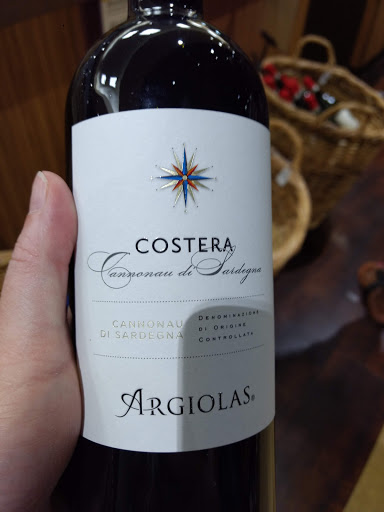 COSTERA
Cannonau di Sardegna
CANNONAU
DI SARDEGNA
DENOMINAZIONE
DI ORIGINE
CONTROLLATA
ARGIOLAS®